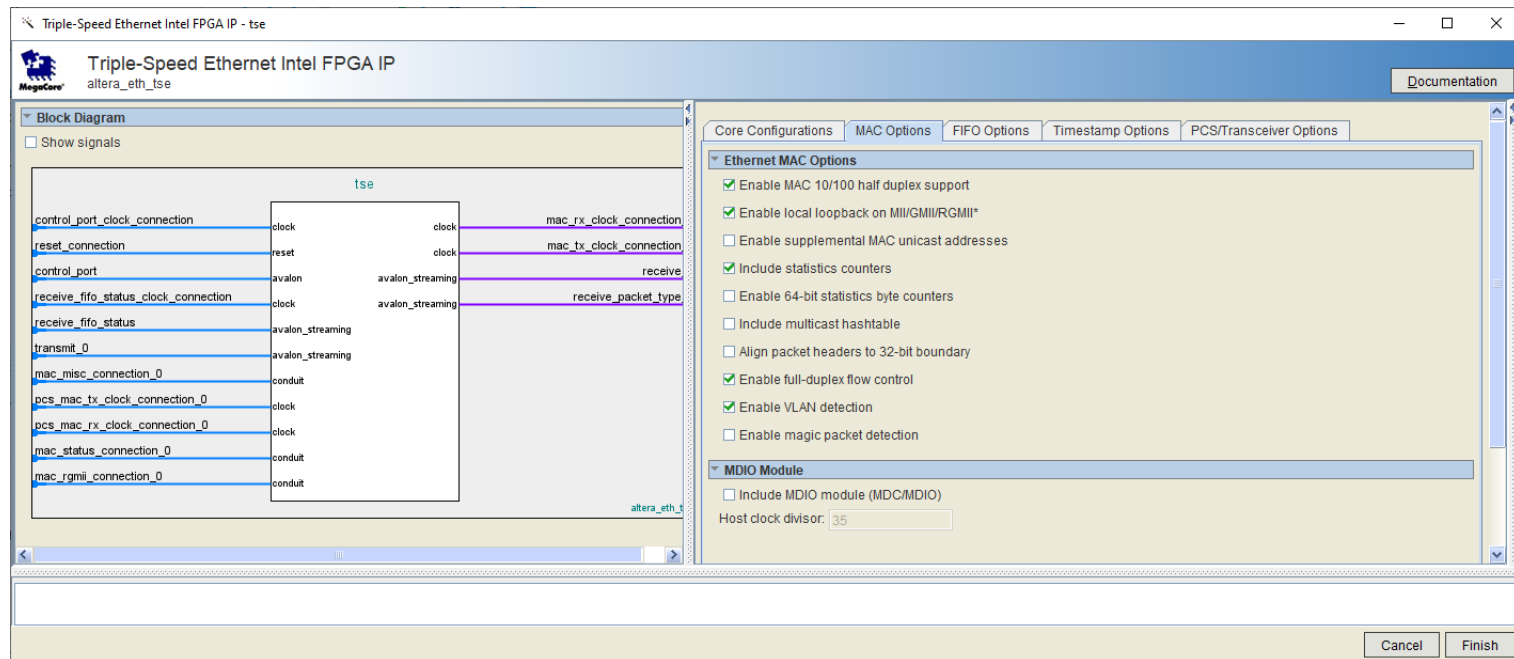 Triple-Speed Ethernet Intel FPGA IP - tse
Triple-Speed Ethernet Intel FPGA IP
altera_eth_tse
MegaCore'
Documentation
Block Diagram
Show signals
tse
control_port_clock_connection
clock
clock
mac_rx_clock_connection
reset_connection
reset
clock
mac_tx_clock_connection
control_port
avalon
avalon_streaming
receive
receive_fifo_status_clock_connection
clock
avalon_streaming
receive_packet_type
receive_fifo_status
avalon_streaming
transmit_0
avalon_streaming
mac_misc_connection_0
conduit
pcs_mac_tx_clock_connection_0
clock
pcs_mac_rx_clock_connection_0
clock
mac_status_connection_0
conduit
mac_rgmii_connection_0
conduit
altera_eth_t
Core Configurations
MAC Options
FIFO Options
Timestamp Options
PCS/Transceiver Options
Ethernet MAC Options
Enable MAC 10/100 half duplex support
Enable local loopback on MII/GMII/RGMII*
Enable supplemental MAC unicast addresses
Include statistics counters
Enable 64-bit statistics byte counters
Include multicast hashtable
Align packet headers to 32-bit boundary
Enable full-duplex flow control
Enable VLAN detection
Enable magic packet detection
MDIO Module
Include MDIO module (MDC/MDIO)
Host clock divisor: 35
Cancel
Finish